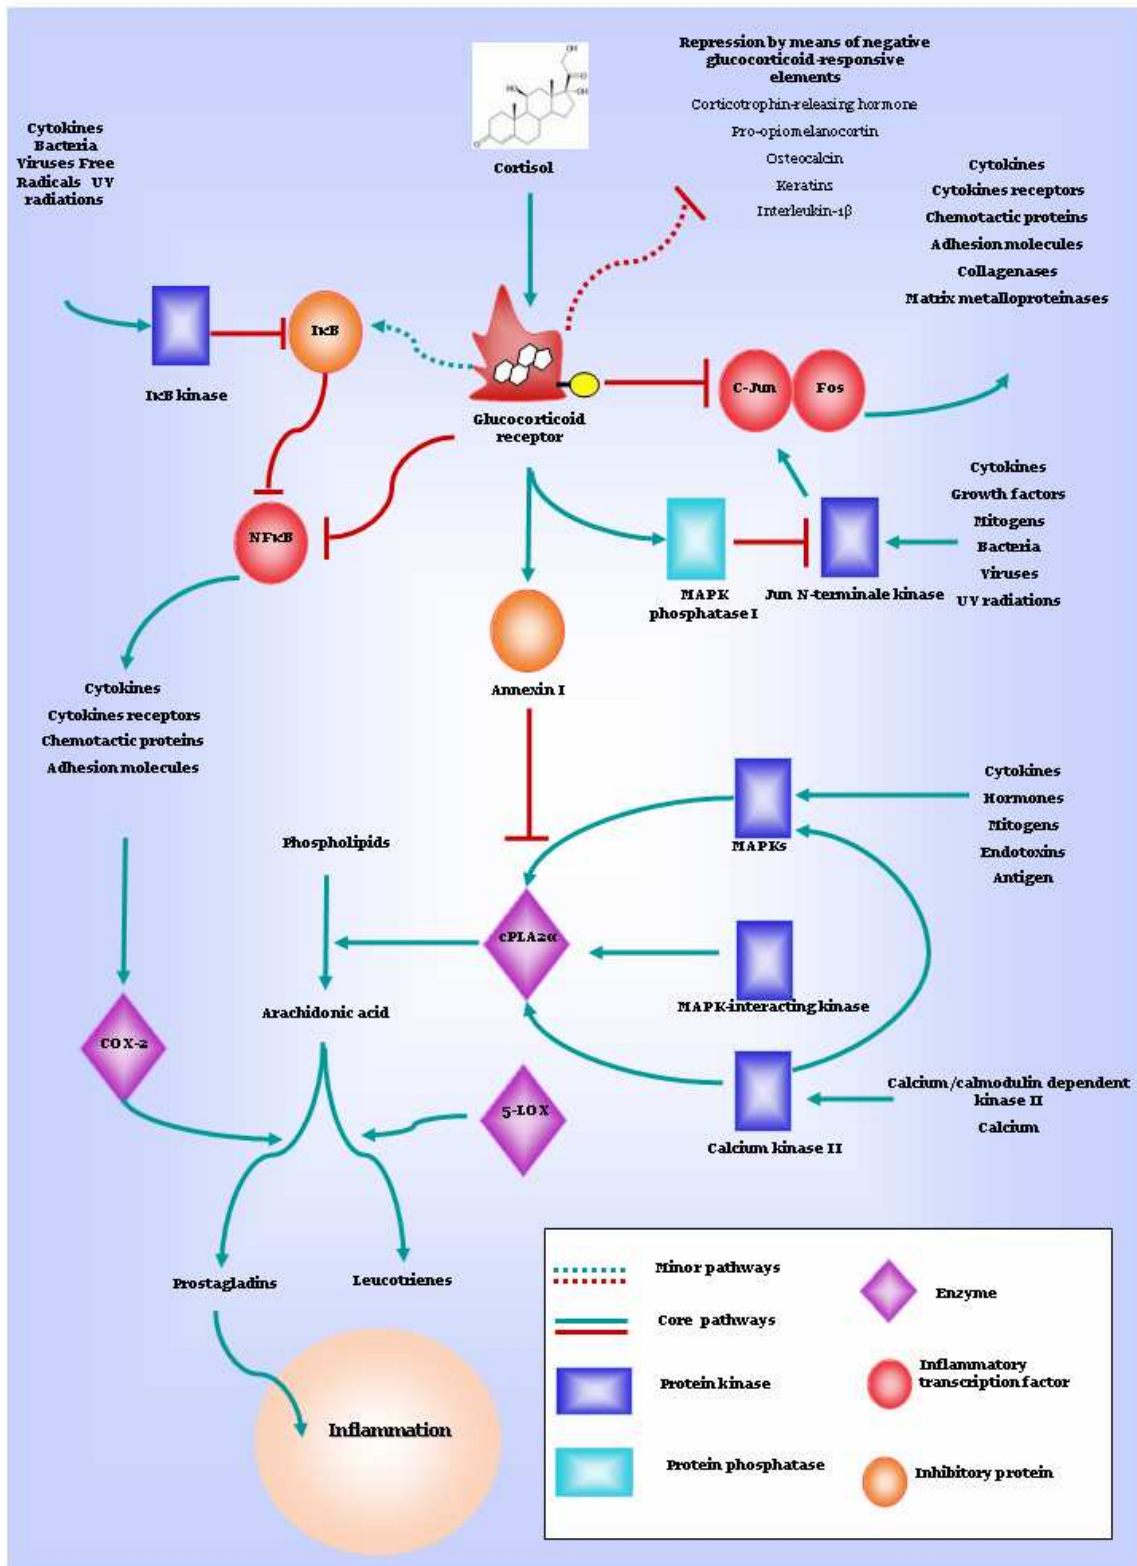 Repression by means of negative
glucocorticoid-responsive
elements
Corticotrophin-releasing hormone
Pro-opiomelanocortin
Osteocalcin
Keratins
Interleukin-1β
OH
O
HO
OH
O
Cortisol
Cytokines
Bacteria
Viruses Free
Radicals UV
radiations
Cytokines
Cytokines receptors
Chemotactic proteins
Adhesion molecules
Collagenases
Matrix metalloproteinases
IκB
IκB kinase
Glucocorticoid
receptor
C-Jun
Fos
NFκB
MAPK
phosphatase I
Jun N-terminale kinase
Cytokines
Growth factors
Mitogens
Bacteria
Viruses
UV radiations
Annexin I
Cytokines
Cytokines receptors
Chemotactic proteins
Adhesion molecules
Phospholipids
MAPKs
Cytokines
Hormones
Mitogens
Endotoxins
Antigen
cPLA2α
MAPK-interacting kinase
Arachidonic acid
COX-2
5-LOX
Calcium kinase II
Calcium/calmodulin dependent
kinase II
Calcium
Prostagladins
Leucotrienes
Inflammation
Minor pathways
Core pathways
Protein kinase
Protein phosphatase
Enzyme
Inflammatory
transcription factor
Inhibitory protein